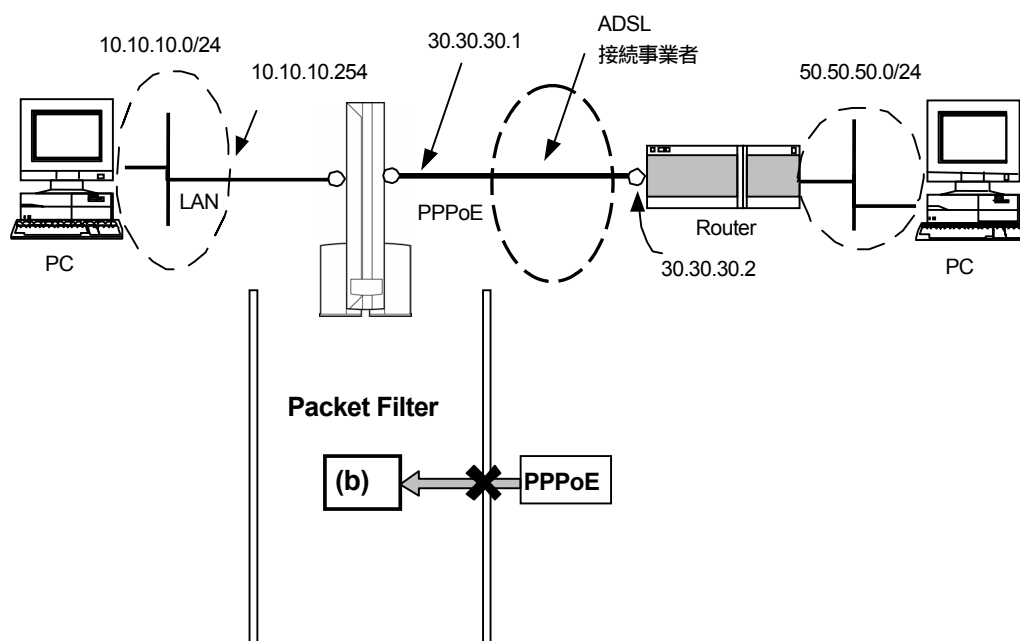 10.10.10.0/24
10.10.10.254
30.30.30.1
ADSL
接続事業者
50.50.50.0/24
LAN
PPPoE
Router
PC
30.30.30.2
PC
Packet Filter
(b)
PPPoE